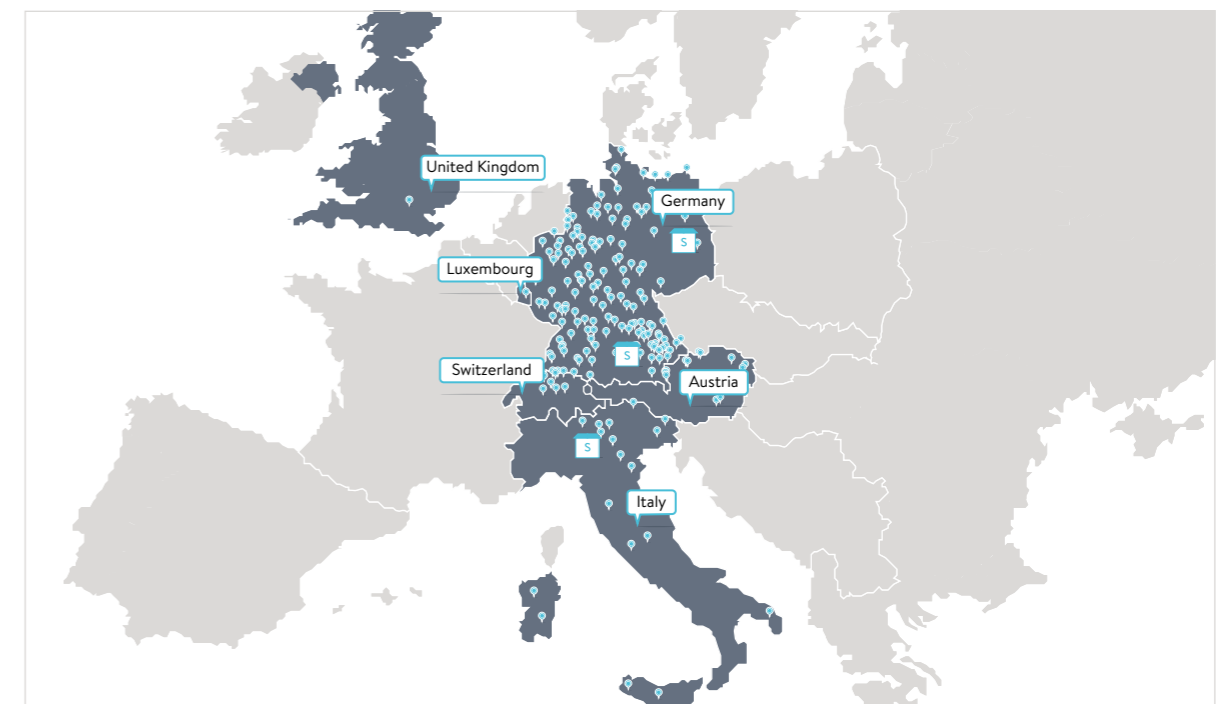 United Kingdom
Germany
S
Luxembourg
S
Switzerland
Austria
S
Italy